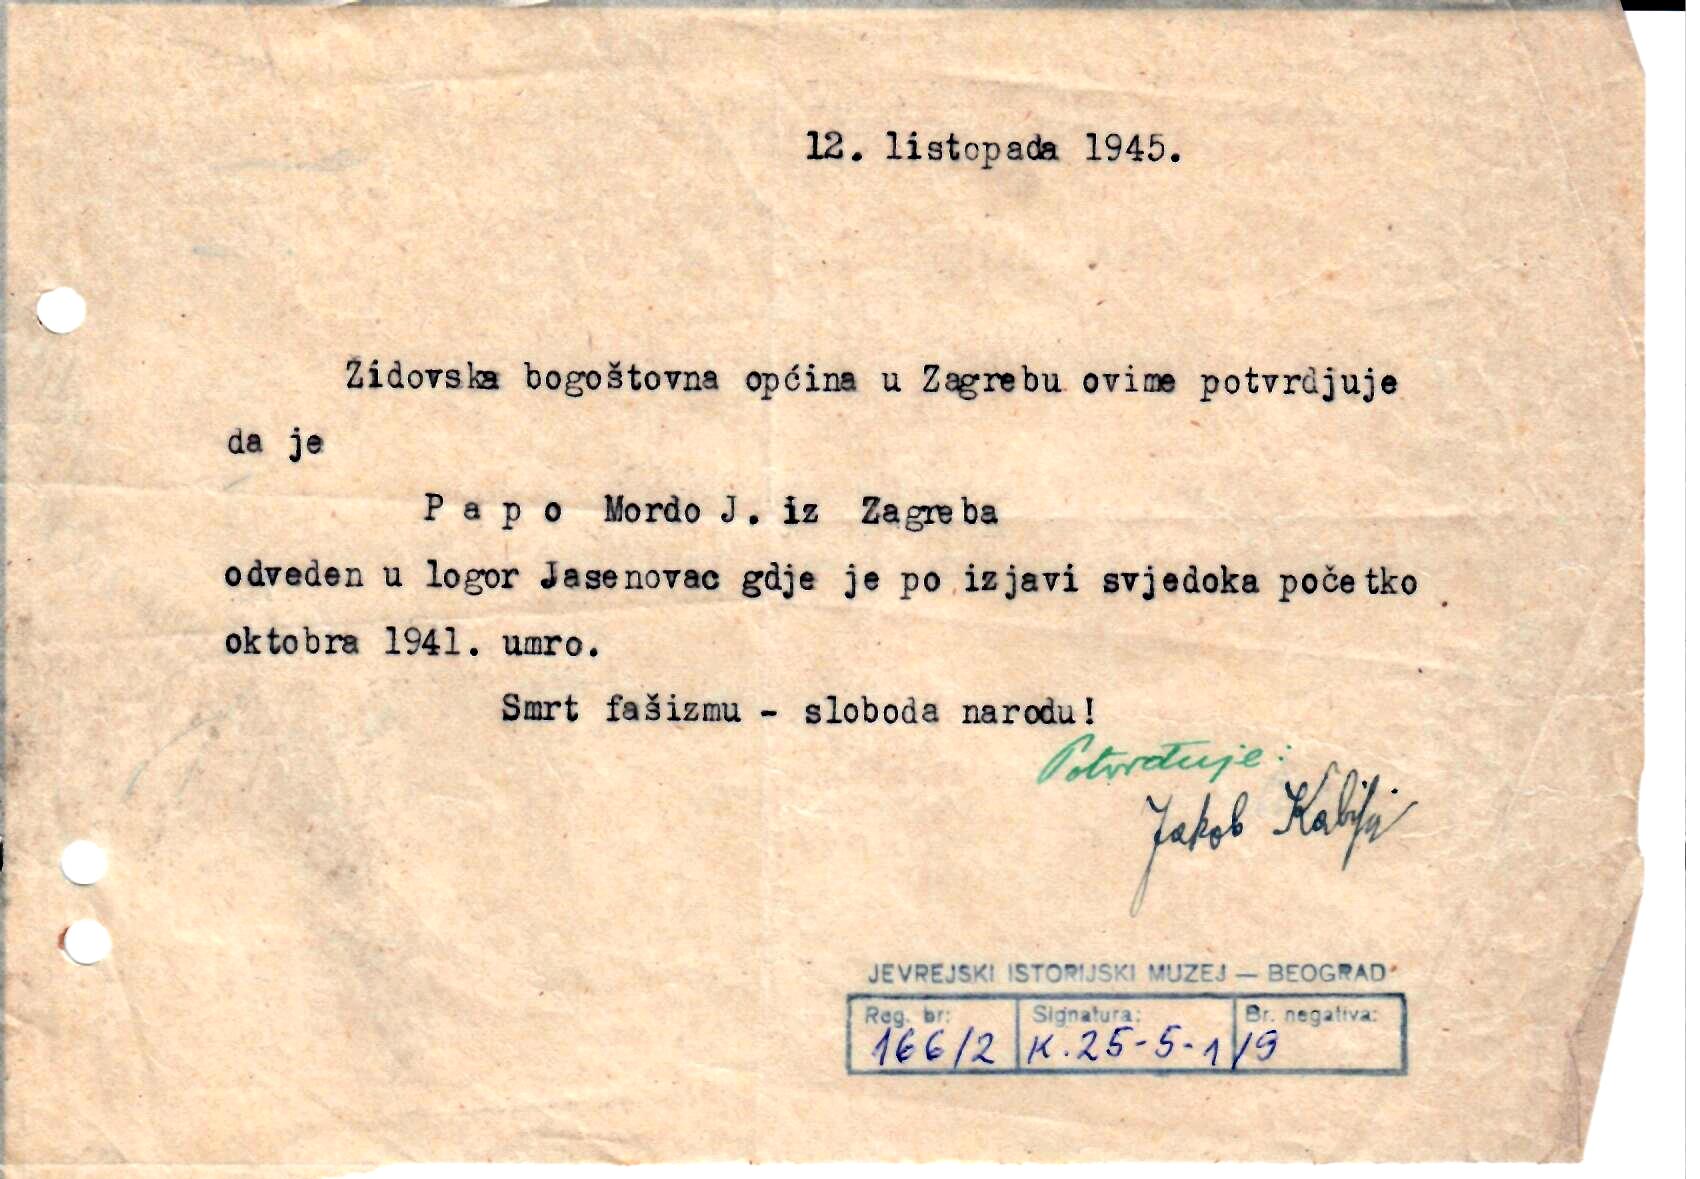 12. listopada 1945.
Židovska bogoštovna općina u Zagrebu ovime potvrdjuje
da je
P a p o Mordo J. iz Zagreba
odveden u logor Jasenovac gdje je po izjavi svjedoka početko
oktobra 1941. umro.
Smrt fašizmu - sloboda narodu!
Potvrđuje:
Jakob Kabiljo
JEVREJSKI ISTORIJSKI MUZEJ — BEOGRAD
Reg. br: Signatura: Br. negativa:
166/2 K. 25-5-1/9